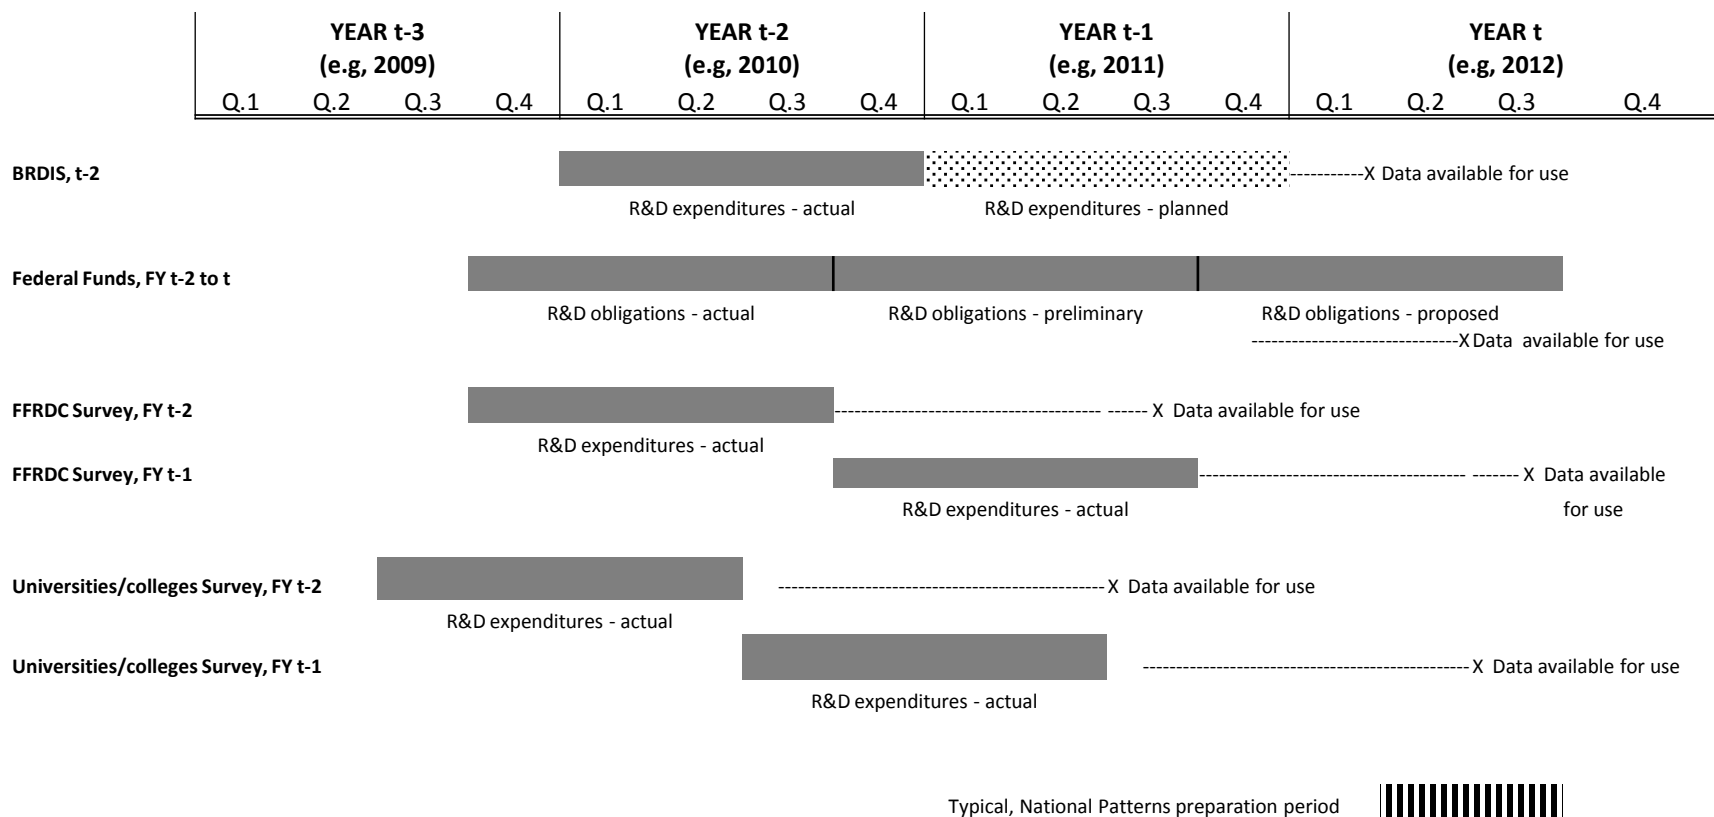 YEAR t-3 YEAR t-2 YEAR t-1 YEAR t
(e.g, 2009) (e.g, 2010) (e.g, 2011) (e.g, 2012)
Q.1 Q.2 Q.3 Q.4 Q.1 Q.2 Q.3 Q.4 Q.1 Q.2 Q.3 Q.4 Q.1 Q.2 Q.3 Q.4
BRDIS, t-2 -----------X Data available for use
R&D expenditures - actual R&D expenditures - planned
Federal Funds, FY t-2 to t
R&D obligations - actual R&D obligations - preliminary R&D obligations - proposed
-------------------------------X Data available for use
FFRDC Survey, FY t-2 ---------------------------------------- ------ X Data available for use
R&D expenditures - actual
FFRDC Survey, FY t-1 ---------------------------------------- ------- X Data available
R&D expenditures - actual for use
Universities/colleges Survey, FY t-2 ------------------------------------------------- X Data available for use
R&D expenditures - actual
Universities/colleges Survey, FY t-1 ------------------------------------------------- X Data available for use
R&D expenditures - actual
Typical, National Patterns preparation period